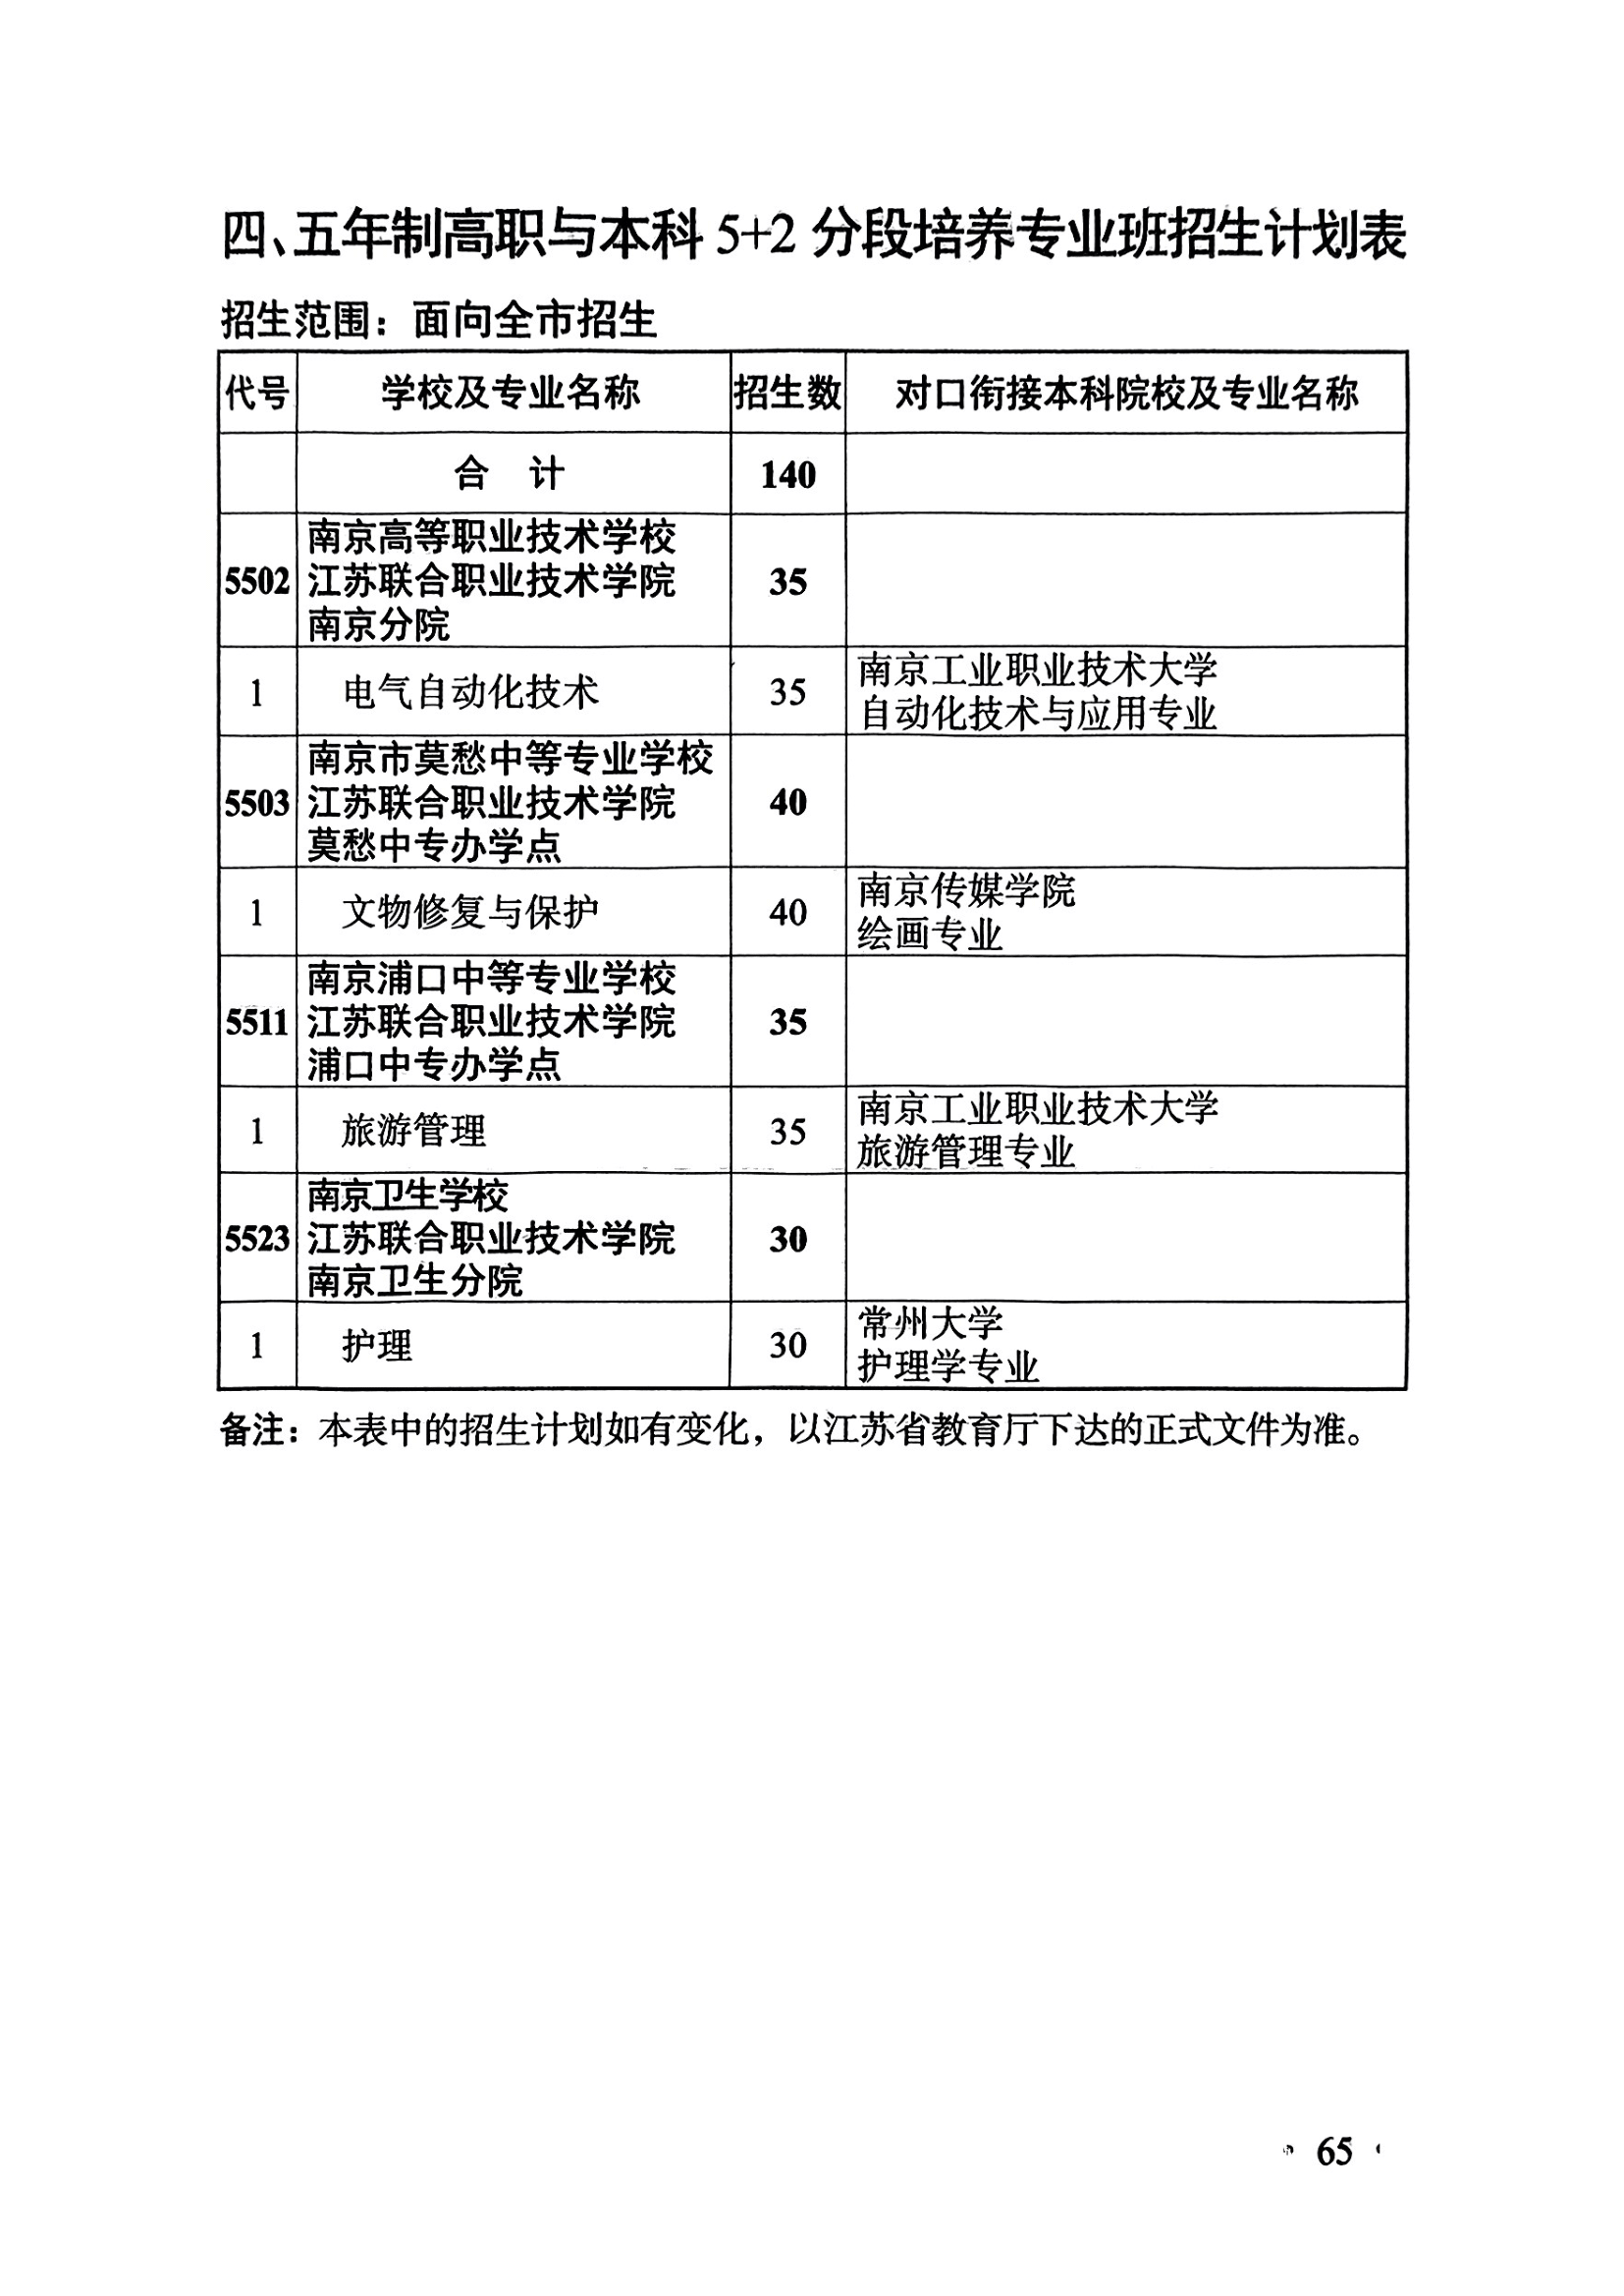 四、五年制高职与本科 5+2 分段培养专业班招生计划表
招生范围：面向全市招生
代号 学校及专业名称 招生数 对口衔接本科院校及专业名称
合 计 140
南京高等职业技术学校
5502 江苏联合职业技术学院 35
南京分院
南京工业职业技术大学
1 电气自动化技术 35
自动化技术与应用专业
南京市莫愁中等专业学校
5503 江苏联合职业技术学院 40
莫愁中专办学点
南京传媒学院
1 文物修复与保护 40
绘画专业
南京浦口中等专业学校
5511 江苏联合职业技术学院 35
浦口中专办学点
南京工业职业技术大学
1 旅游管理 35
旅游管理专业
南京卫生学校
5523 江苏联合职业技术学院 30
南京卫生分院
常州大学
1 护理 30
护理学专业
备注：本表中的招生计划如有变化，以江苏省教育厅下达的正式文件为准。
65